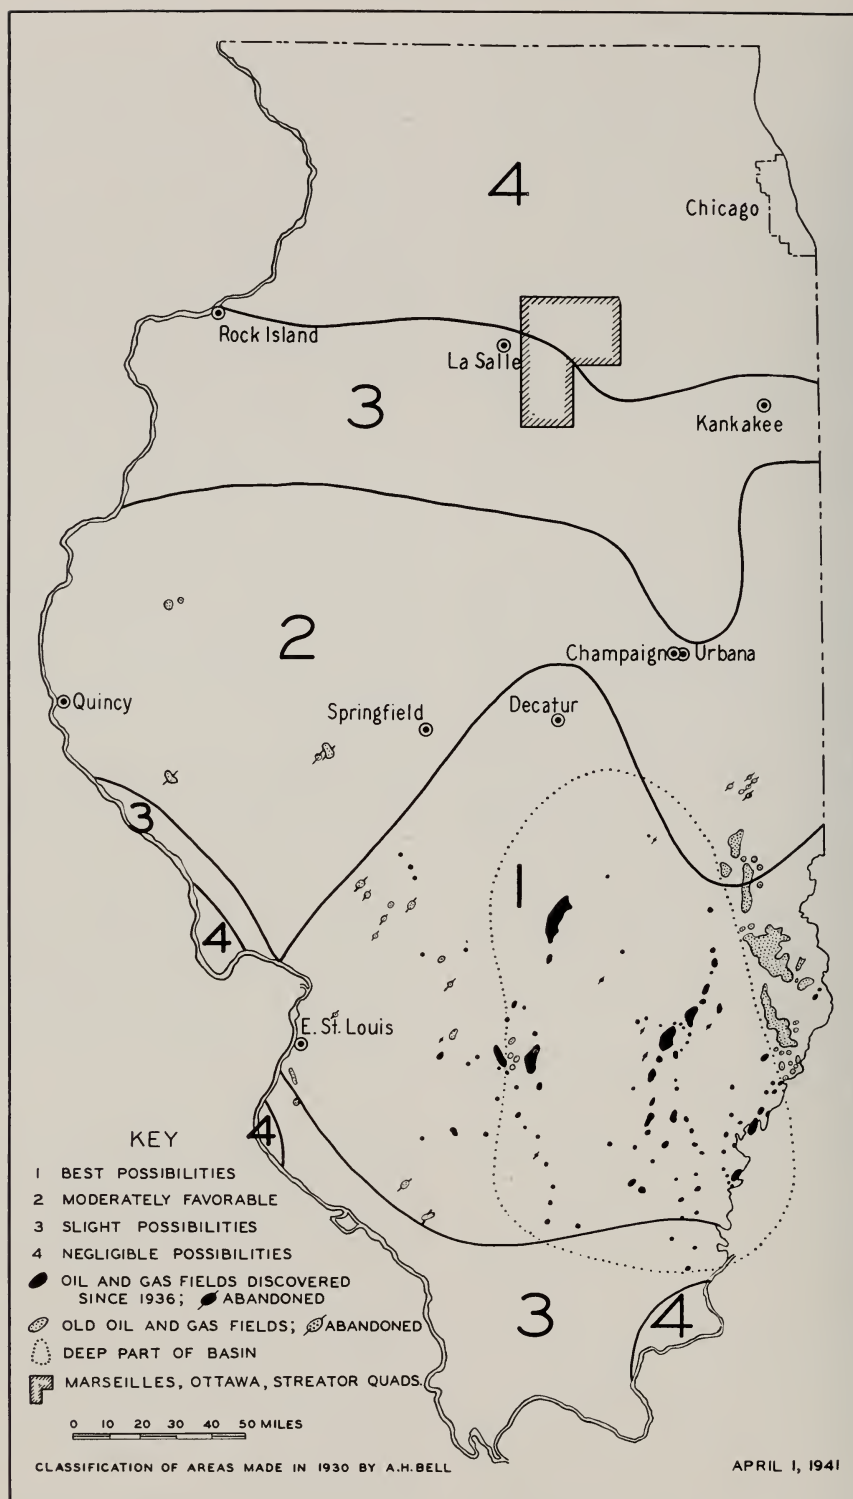 4
Chicago
Rock Island
La Salle
3
Kankakee
2
Champaign Urbana
Quincy
Springfield
Decatur
3
1
4
E. St. Louis
4
KEY
1 BEST POSSIBILITIES
2 MODERATELY FAVORABLE
3 SLIGHT POSSIBILITIES
4 NEGLIGIBLE POSSIBILITIES
OIL AND GAS FIELDS DISCOVERED
SINCE 1936; ABANDONED
OLD OIL AND GAS FIELDS; ABANDONED
DEEP PART OF BASIN
MARSEILLES, OTTAWA, STREATOR QUADS.
3
4
0 10 20 30 40 50 MILES
CLASSIFICATION OF AREAS MADE IN 1930 BY A.H.BELL
APRIL 1, 1941